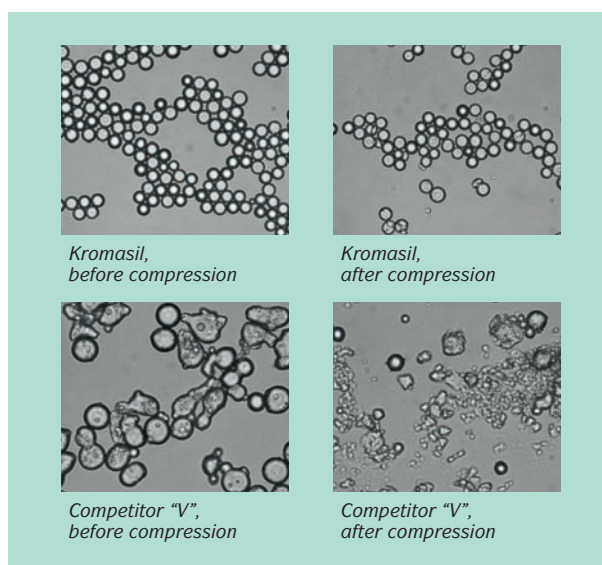 Kromasil,
before compression
Kromasil,
after compression
Competitor “V”,
before compression
Competitor “V”,
after compression